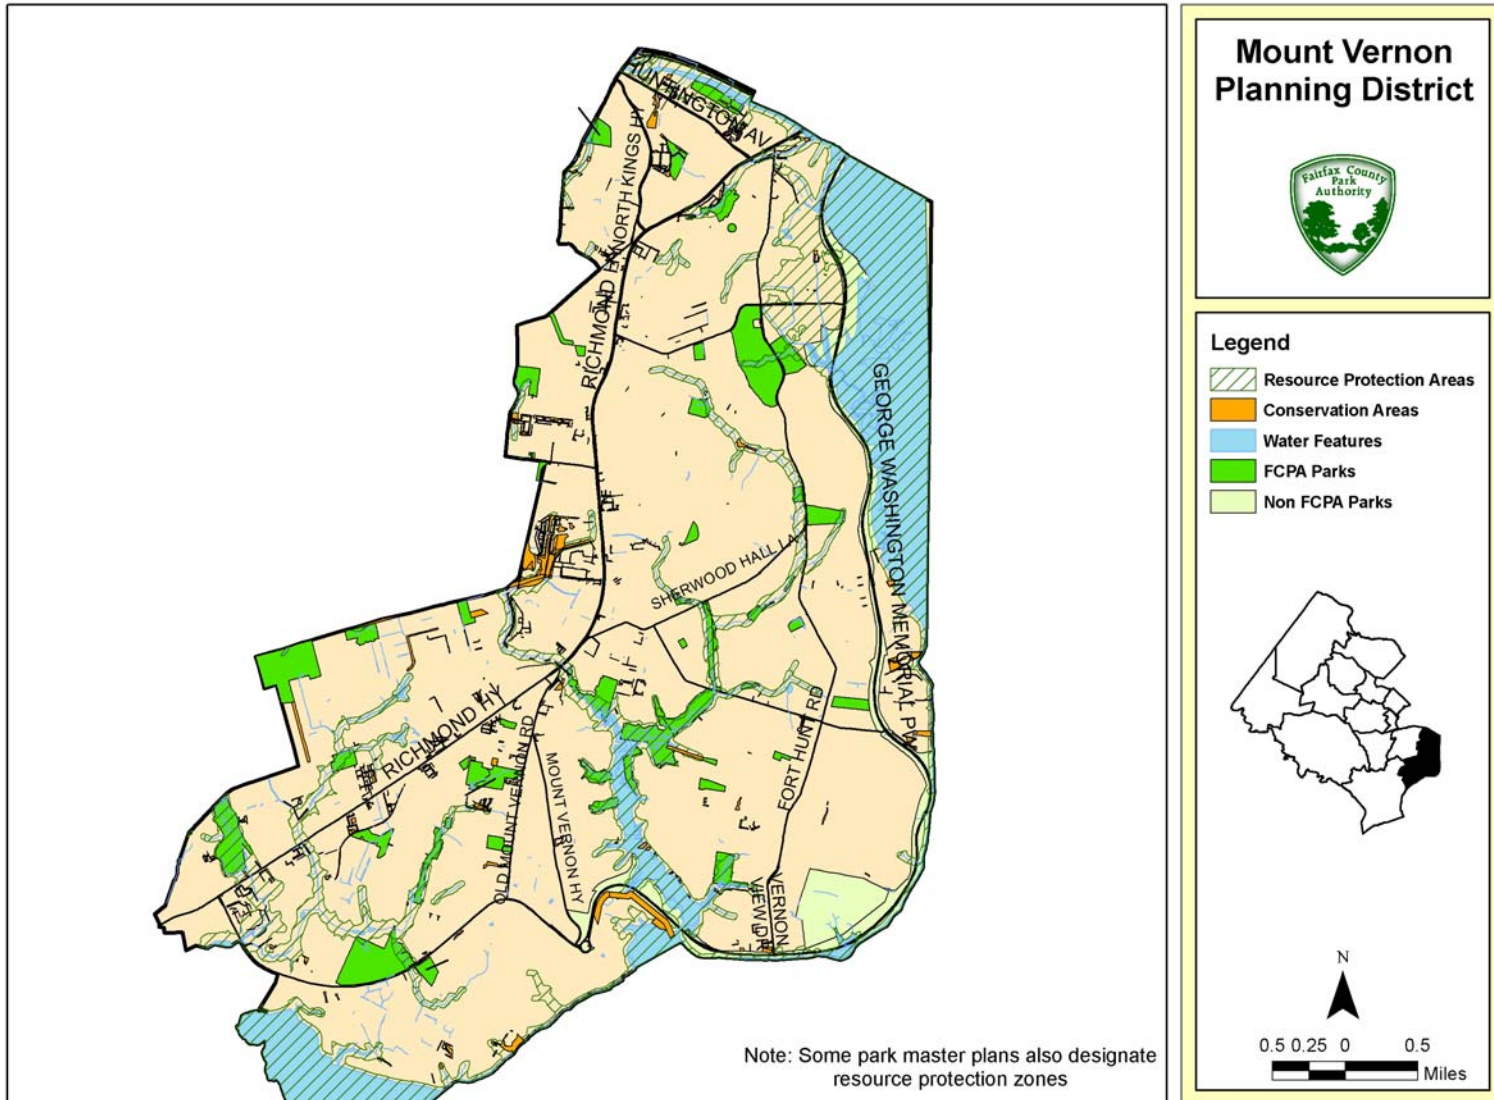 Mount Vernon
Planning District
Fairfax County
Park
Authority
Legend
Resource Protection Areas
Conservation Areas
Water Features
FCPA Parks
Non FCPA Parks
N
0.5 0.25 0 0.5
Miles
HUNTINGTON AV
NORTH KINGS HY
RICHMOND HY
GEORGE WASHINGTON MEMORIAL PW
SHERWOOD HALL LA
RICHMOND HY
OLD MOUNT VERNON RD
MOUNT VERNON HY
FORT HUNT RD
VERNON
VIEW DR
Note: Some park master plans also designate
resource protection zones